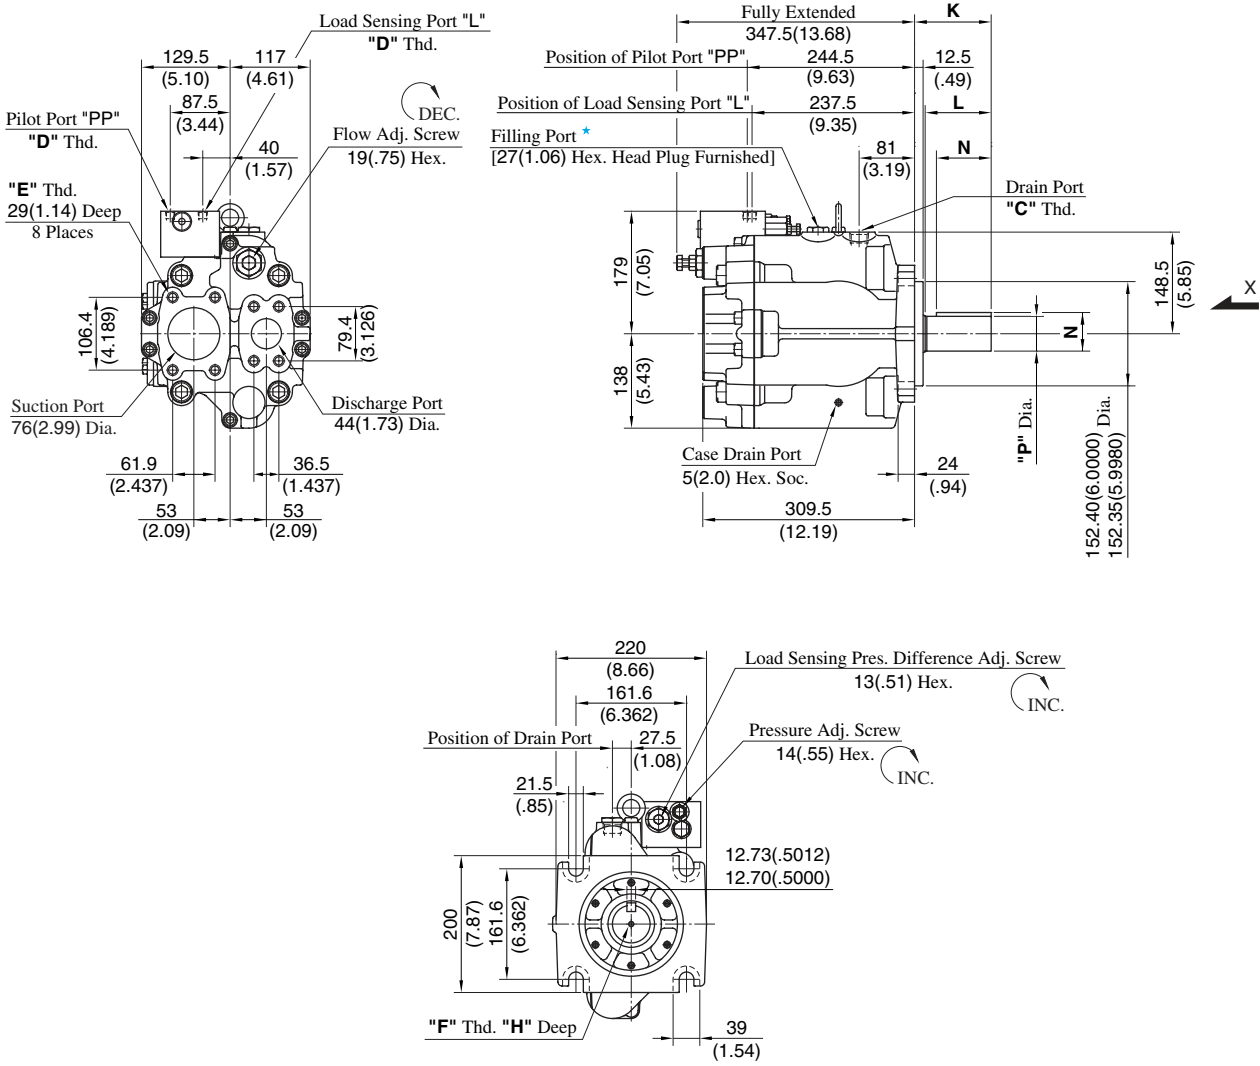 Load Sensing Port "L"
"D" Thd.
129.5
(5.10)
117
(4.61)
87.5
(3.44)
DEC.
Pilot Port "PP"
"D" Thd.
Flow Adj. Screw
19(.75) Hex.
40
(1.57)
"E" Thd.
29(1.14) Deep
8 Places
106.4
(4.189)
79.4
(3.126)
Suction Port
76(2.99) Dia.
Discharge Port
44(1.73) Dia.
61.9
(2.437)
36.5
(1.437)
53
(2.09)
53
(2.09)
Fully Extended
347.5(13.68)
K
Position of Pilot Port "PP"
244.5
(9.63)
12.5
(.49)
Position of Load Sensing Port "L"
237.5
(9.35)
L
Filling Port ★
[27(1.06) Hex. Head Plug Furnished]
81
(3.19)
N
Drain Port
"C" Thd.
179
(7.05)
148.5
(5.85)
X
138
(5.43)
N
"P" Dia.
152.40(6.0000)
152.35(5.9980) Dia.
Case Drain Port
5(2.0) Hex. Soc.
24
(.94)
309.5
(12.19)
220
(8.66)
Load Sensing Pres. Difference Adj. Screw
13(.51) Hex.
INC.
161.6
(6.362)
Position of Drain Port
27.5
(1.08)
Pressure Adj. Screw
14(.55) Hex.
INC.
21.5
(.85)
12.73(.5012)
12.70(.5000)
200
(7.87)
161.6
(6.362)
"F" Thd. "H" Deep
39
(1.54)